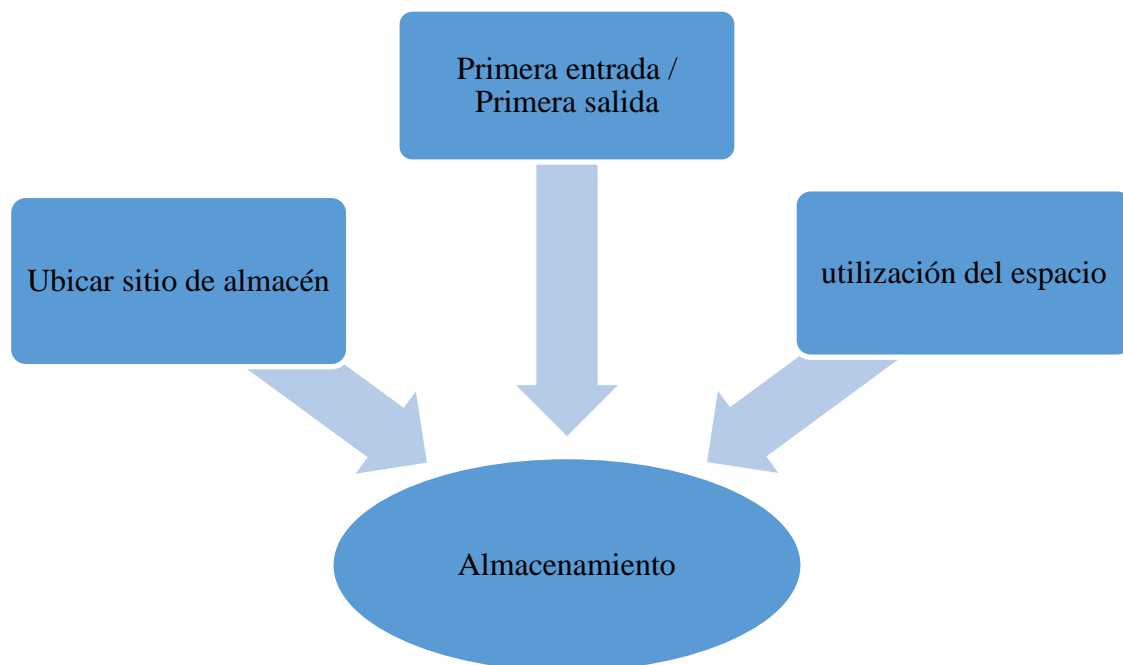 Primera entrada /
Primera salida
Ubicar sitio de almacén
utilización del espacio
Almacenamiento